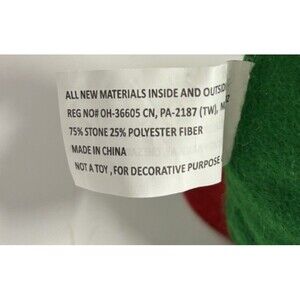 ALL NEW MATERIALS INSIDE AND OUTSID
REG NO# OH-36605 CN, PA-2187 (TW),
75% STONE 25% POLYESTER FIBER
MADE IN CHINA
NOT A TOY , FOR DECORATIVE PURPOSE